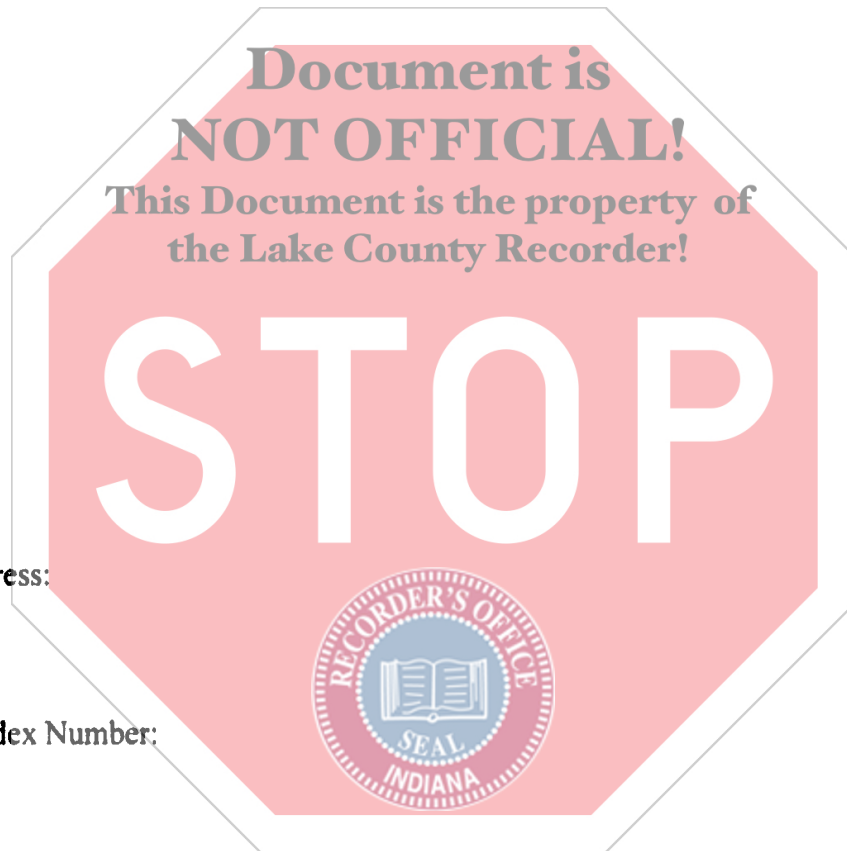 Document is
NOT OFFICIAL!
This Document is the property of
the Lake County Recorder!
STOP
ress:
RECORDER'S OFFICE
dex Number:
SEAL
INDIANA